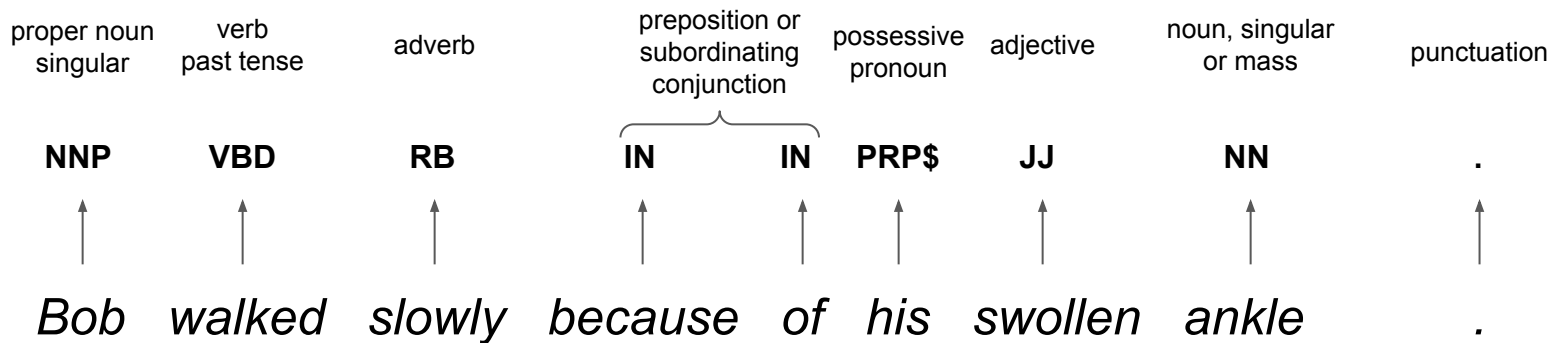 proper noun singular
verb past tense
adverb
preposition or subordinating conjunction
possessive pronoun
adjective
noun, singular or mass
punctuation
NNP VBD RB IN IN PRP$ JJ NN .
Bob walked slowly because of his swollen ankle .